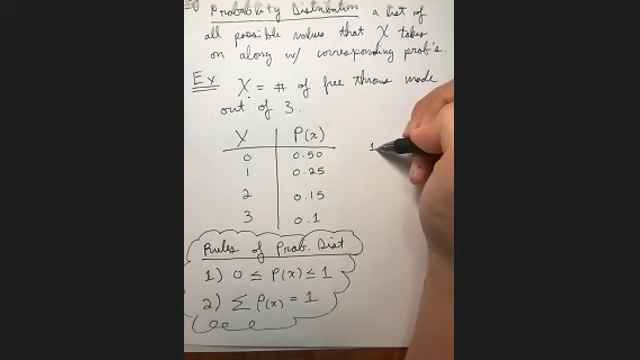 Probability Distribution a list of
all possible values that X takes
on along w/ corresponding prob's.
Ex X = # of free throws made
out of 3.
X P(x)
0 0.50
1 0.25
2 0.15
3 0.1
1
Rules of Prob. Dist
1) 0 ≤ P(x) ≤ 1
2) ∑ P(x) = 1